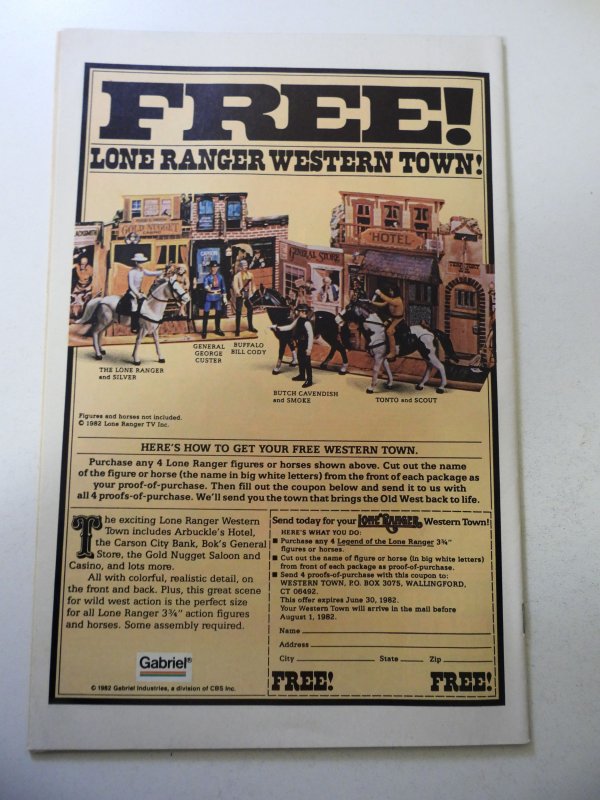 FREE!
LONE RANGER WESTERN TOWN!
GOLD NUGGET
HOTEL
GENERAL STORE
THE LONE RANGER
and SILVER
GENERAL
GEORGE
CUSTER
BUFFALO
BILL CODY
BUTCH CAVENDISH
and SMOKE
TONTO and SCOUT
Figures and horses not included.
© 1982 Lone Ranger TV Inc.
HERE'S HOW TO GET YOUR FREE WESTERN TOWN.
Purchase any 4 Lone Ranger figures or horses shown above. Cut out the name
of the figure or horse (the name in big white letters) from the front of each package as
your proof-of-purchase. Then fill out the coupon below and send it to us with
all 4 proofs-of-purchase. We'll send you the town that brings the Old West back to life.
The exciting Lone Ranger Western
Town includes Arbuckle's Hotel,
the Carson City Bank, Bok's General
Store, the Gold Nugget Saloon and
Casino, and lots more.
All with colorful, realistic detail, on
the front and back. Plus, this great scene
for wild west action is the perfect size
for all Lone Ranger 3¾" action figures
and horses. Some assembly required.
Gabriel®
© 1982 Gabriel Industries, a division of CBS Inc.
Send today for your LONE RANGER Western Town!
HERE'S WHAT YOU DO:
■ Purchase any 4 Legend of the Lone Ranger 3¾"
figures or horses.
■ Cut out the name of figure or horse (in big white letters)
from front of each package as proof-of-purchase.
■ Send 4 proofs-of-purchase with this coupon to:
WESTERN TOWN, P.O. BOX 3075, WALLINGFORD,
CT 06492.
This offer expires June 30, 1982.
Your Western Town will arrive in the mail before
August 1, 1982.
Name
Address
City State Zip
FREE! FREE!